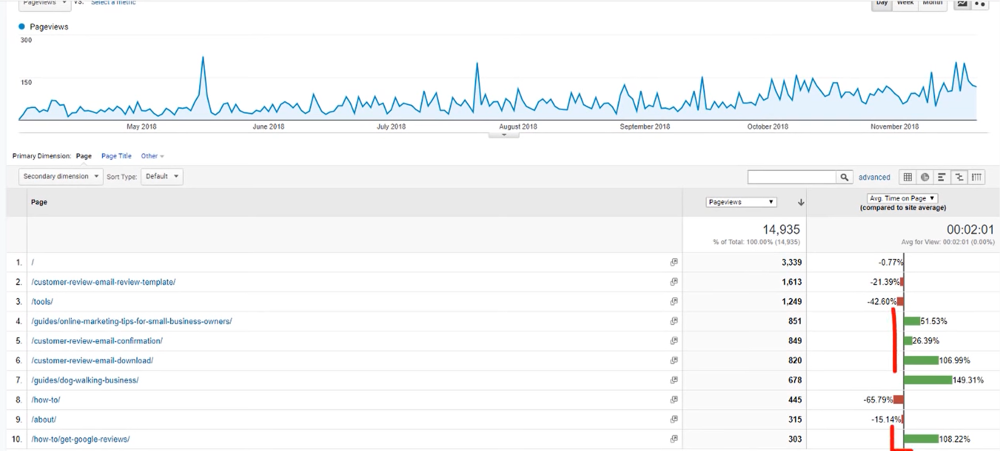 Pageviews vs. Select a metric Day Week Month
Pageviews
300
150
May 2018 June 2018 July 2018 August 2018 September 2018 October 2018 November 2018
Primary Dimension: Page Page Title Other
Secondary dimension Sort Type: Default advanced
Page Pageviews Avg. Time on Page
(compared to site average)
14,935 00:02:01
% of Total: 100.00% (14,935) Avg for View: 00:02:01 (0.00%)
1. / 3,339 -0.77%
2. /customer-review-email-review-template/ 1,613 -21.39%
3. /tools/ 1,249 -42.60%
4. /guides/online-marketing-tips-for-small-business-owners/ 851 51.53%
5. /customer-review-email-confirmation/ 849 26.39%
6. /customer-review-email-download/ 820 106.99%
7. /guides/dog-walking-business/ 678 149.31%
8. /how-to/ 445 -65.79%
9. /about/ 315 -15.14%
10. /how-to/get-google-reviews/ 303 108.22%